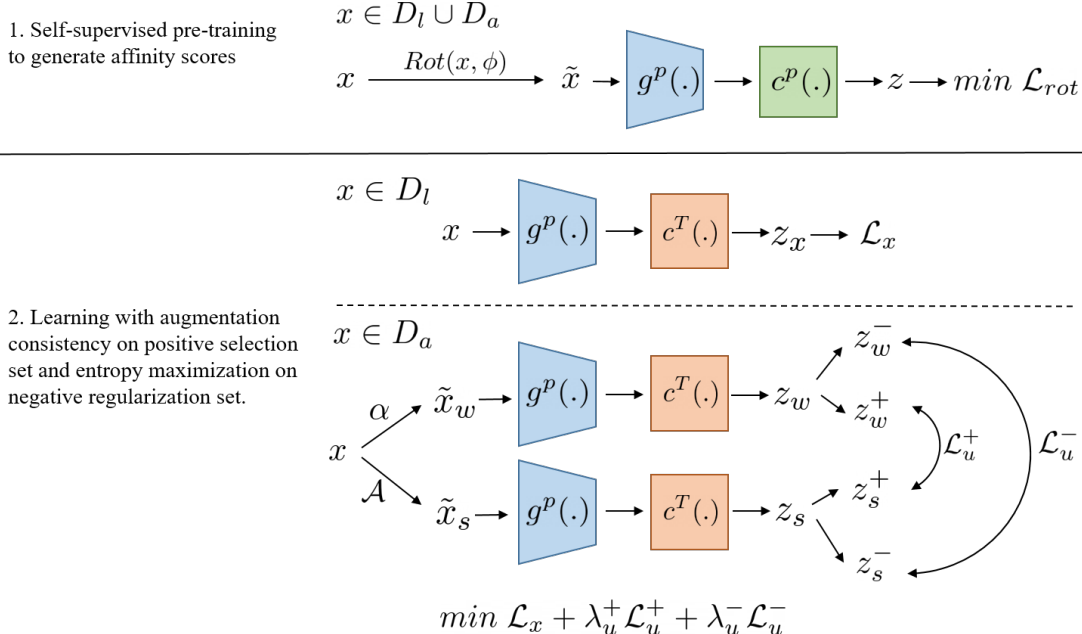 1. Self-supervised pre-training
to generate affinity scores
x ∈ D_l ∪ D_a
x Rot(x, ϕ) x̃ g^p(.) c^p(.) z min ℒ_rot
x ∈ D_l
x g^p(.) c^T(.) z_x ℒ_x
2. Learning with augmentation
consistency on positive selection
set and entropy maximization on
negative regularization set.
x ∈ D_a
z_w^-
α x̃_w g^p(.) c^T(.) z_w
z_w^+
x
ℒ_u^+ ℒ_u^-
z_s^+
𝒜 x̃_s g^p(.) c^T(.) z_s
z_s^-
min ℒ_x + λ_u^+ ℒ_u^+ + λ_u^- ℒ_u^-